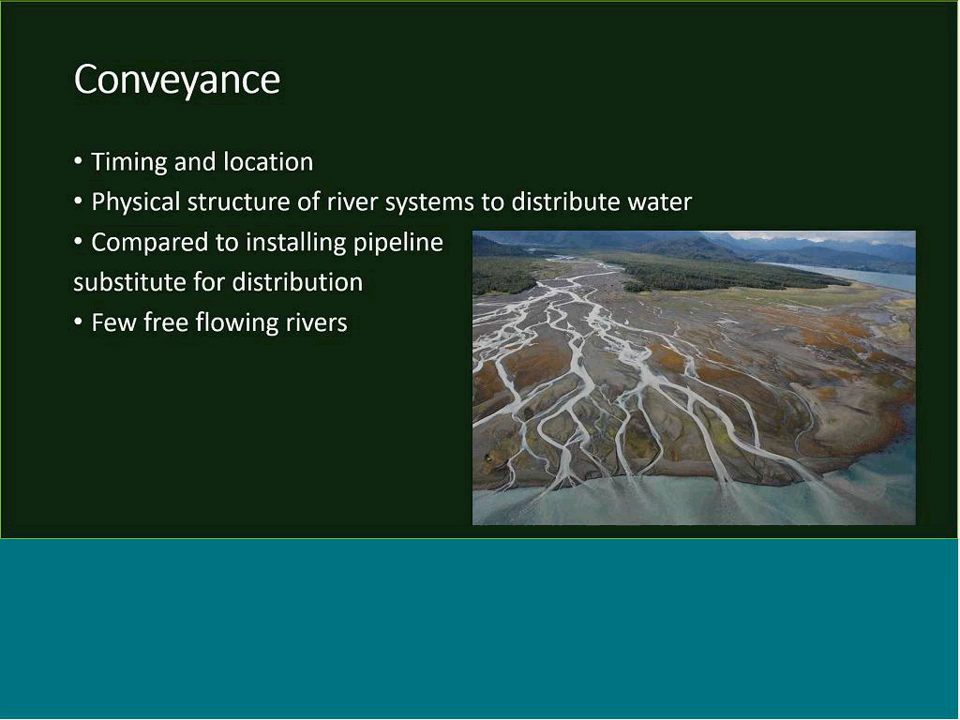 Conveyance
• Timing and location
• Physical structure of river systems to distribute water
• Compared to installing pipeline
substitute for distribution
• Few free flowing rivers